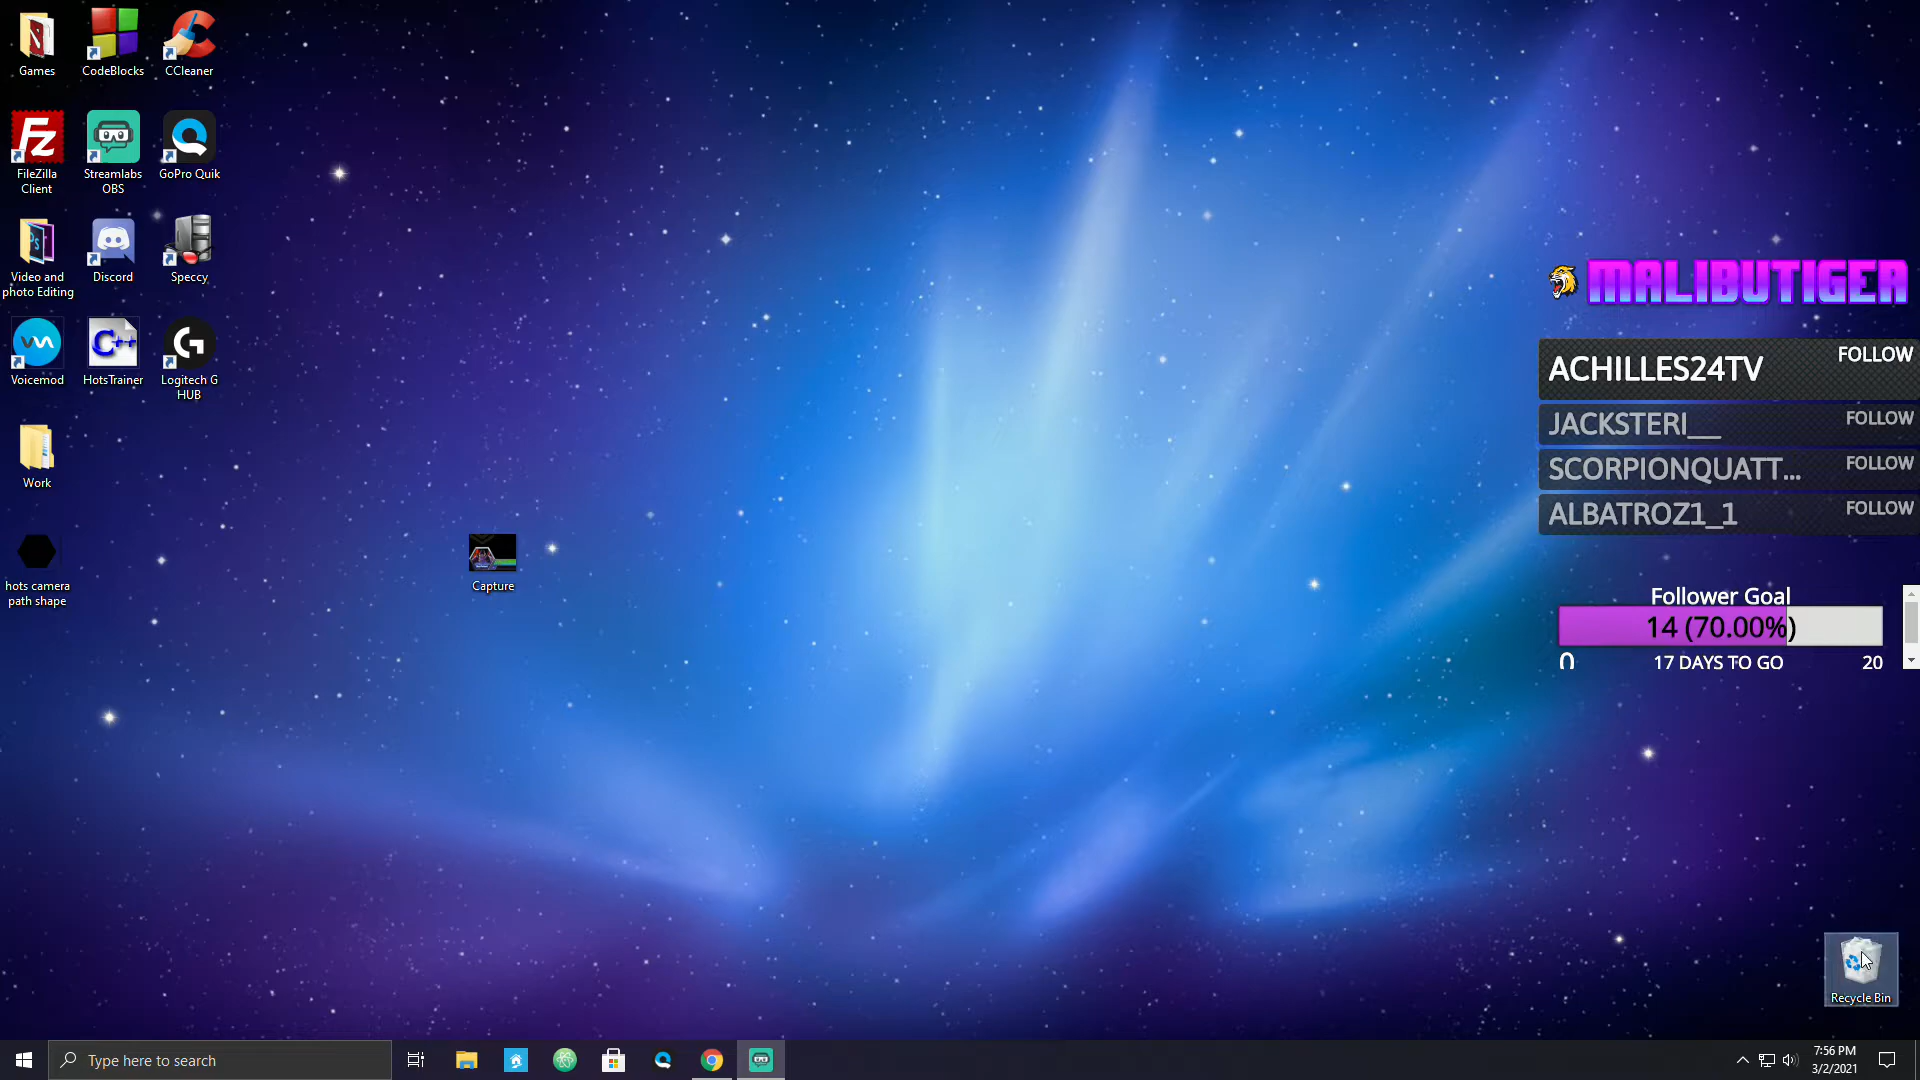 Games
CodeBlocks
CCleaner
FileZilla
Client
Streamlabs
OBS
GoPro Quik
Video and
photo Editing
Discord
Speccy
Voicemod
C++
HotsTrainer
Logitech G
HUB
Work
hots camera
path shape
Capture
MALIBUTIGER
ACHILLES24TV FOLLOW
JACKSTERI__ FOLLOW
SCORPIONQUATT... FOLLOW
ALBATROZ1_1 FOLLOW
Follower Goal
14 (70.00%)
0 17 DAYS TO GO 20
Recycle Bin
Type here to search
7:56 PM
3/2/2021